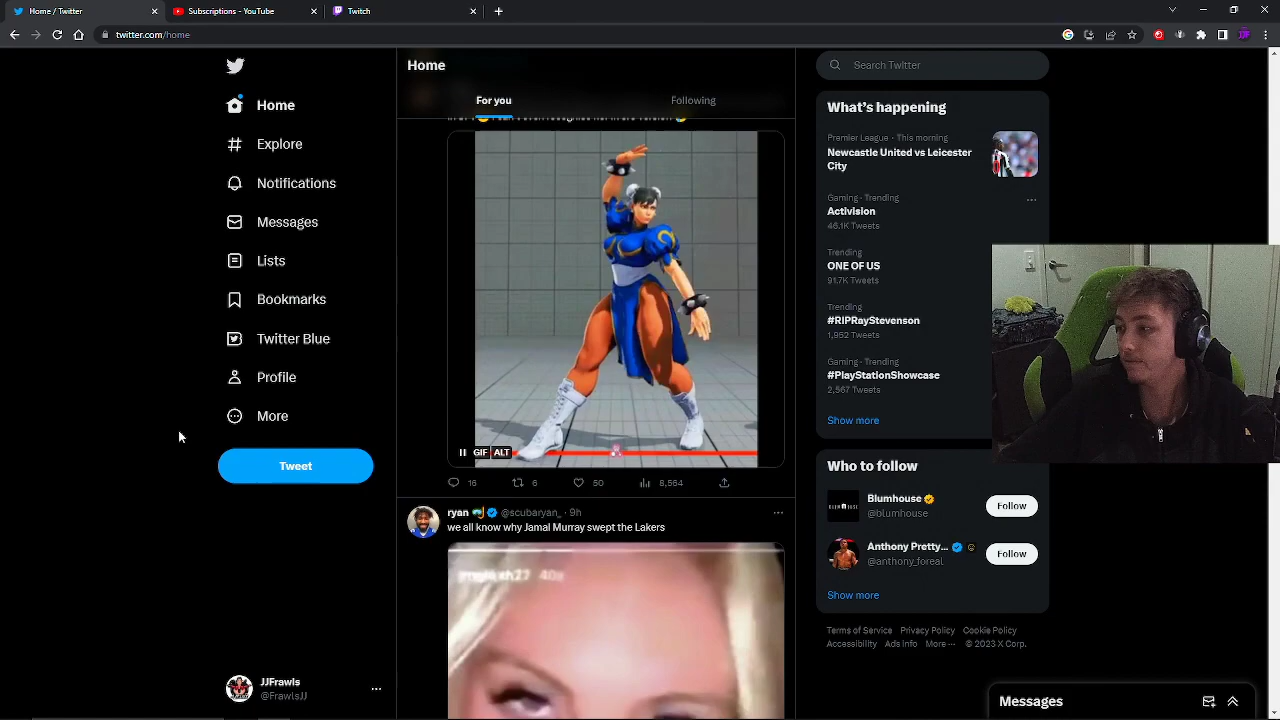 Home / Twitter
Subscriptions - YouTube
Twitch
twitter.com/home
Home
Explore
Notifications
Messages
Lists
Bookmarks
Twitter Blue
Profile
More
Tweet
JJFrawls
@FrawlsJJ
Home
For you
Following
GIF
ALT
16
6
50
8,564
ryan
@scubaryan_ · 9h
we all know why Jamal Murray swept the Lakers
Search Twitter
What's happening
Premier League · This morning
Newcastle United vs Leicester
City
Gaming · Trending
Activision
46.1K Tweets
Trending
ONE OF US
91.7K Tweets
Trending
#RIPRayStevenson
1,952 Tweets
Gaming · Trending
#PlayStationShowcase
2,567 Tweets
Show more
Who to follow
Blumhouse
@blumhouse
Follow
Anthony Pretty...
@anthony_foreal
Follow
Show more
Terms of Service Privacy Policy Cookie Policy
Accessibility Ads info More ··· © 2023 X Corp.
Messages